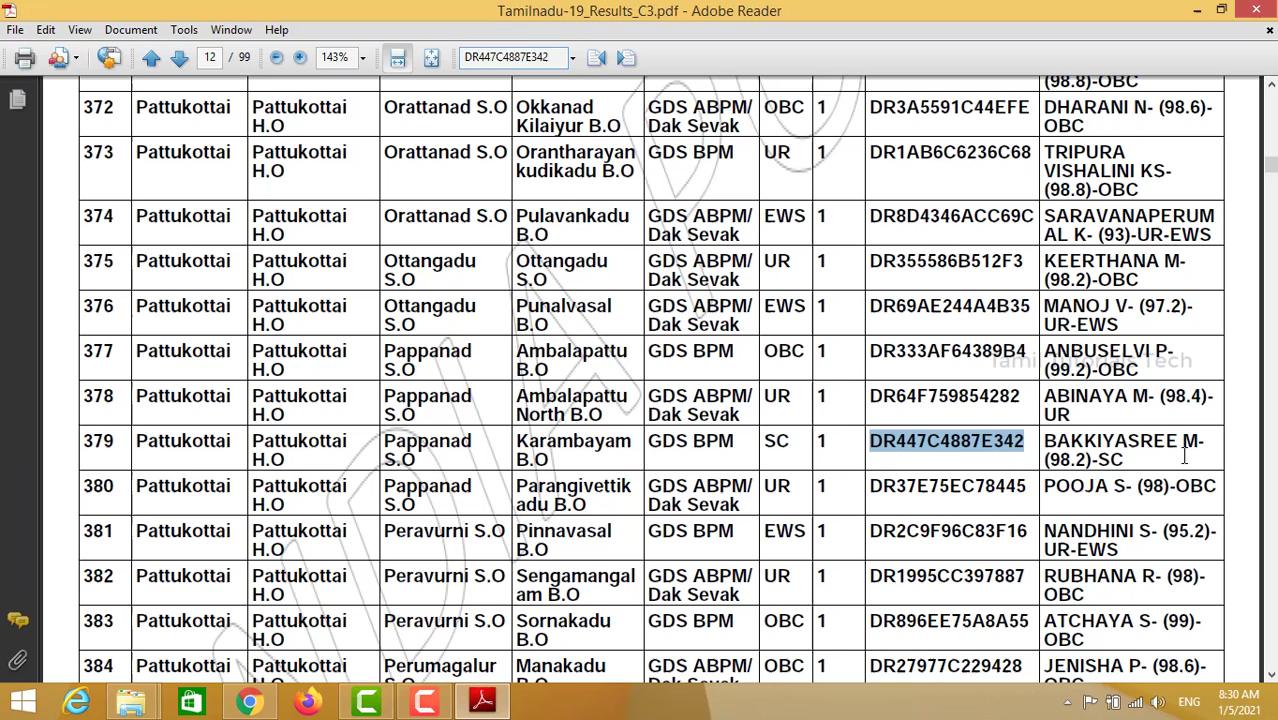 Tamilnadu-19_Results_C3.pdf - Adobe Reader
File Edit View Document Tools Window Help
12 / 99 143% DR447C4887E342
(98.8)-OBC
372 Pattukottai Pattukottai Orattanad S.O Okkanad GDS ABPM/ OBC 1 DR3A5591C44EFE DHARANI N- (98.6)-
H.O Kilaiyur B.O Dak Sevak OBC
373 Pattukottai Pattukottai Orattanad S.O Orantharayan GDS BPM UR 1 DR1AB6C6236C68 TRIPURA
H.O kudikadu B.O VISHALINI KS-
(98.8)-OBC
374 Pattukottai Pattukottai Orattanad S.O Pulavankadu GDS ABPM/ EWS 1 DR8D4346ACC69C SARAVANAPERUM
H.O B.O Dak Sevak AL K- (93)-UR-EWS
375 Pattukottai Pattukottai Ottangadu Ottangadu GDS ABPM/ UR 1 DR355586B512F3 KEERTHANA M-
H.O S.O S.O Dak Sevak (98.2)-OBC
376 Pattukottai Pattukottai Ottangadu Punalvasal GDS ABPM/ EWS 1 DR69AE244A4B35 MANOJ V- (97.2)-
H.O S.O B.O Dak Sevak UR-EWS
377 Pattukottai Pattukottai Pappanad Ambalapattu GDS BPM OBC 1 DR333AF64389B4 ANBUSELVI P-
H.O S.O B.O (99.2)-OBC
Tamil Tutorials Tech
378 Pattukottai Pattukottai Pappanad Ambalapattu GDS ABPM/ UR 1 DR64F759854282 ABINAYA M- (98.4)-
H.O S.O North B.O Dak Sevak UR
379 Pattukottai Pattukottai Pappanad Karambayam GDS BPM SC 1 DR447C4887E342 BAKKIYASREE M-
H.O S.O B.O (98.2)-SC
380 Pattukottai Pattukottai Pappanad Parangivettik GDS ABPM/ UR 1 DR37E75EC78445 POOJA S- (98)-OBC
H.O S.O adu B.O Dak Sevak
381 Pattukottai Pattukottai Peravurni S.O Pinnavasal GDS BPM EWS 1 DR2C9F96C83F16 NANDHINI S- (95.2)-
H.O B.O UR-EWS
382 Pattukottai Pattukottai Peravurni S.O Sengamangal GDS ABPM/ UR 1 DR1995CC397887 RUBHANA R- (98)-
H.O am B.O Dak Sevak OBC
383 Pattukottai Pattukottai Peravurni S.O Sornakadu GDS BPM OBC 1 DR896EE75A8A55 ATCHAYA S- (99)-
H.O B.O OBC
384 Pattukottai Pattukottai Perumagalur Manakadu GDS ABPM/ OBC 1 DR27977C229428 JENISHA P- (98.6)-
H.O S.O B.O Dak Sevak OBC
ENG 8:30 AM
1/5/2021